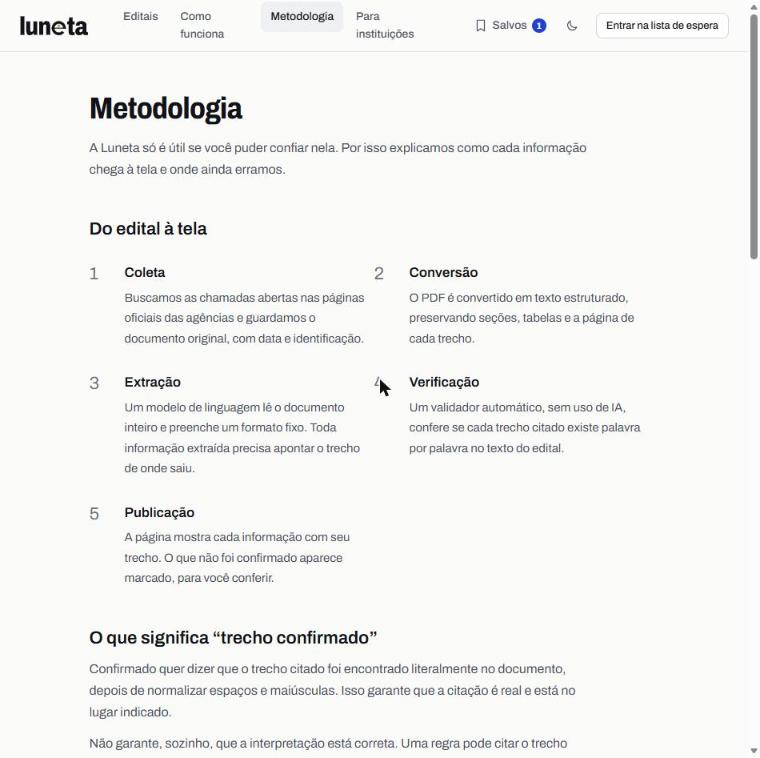 luneta
Editais
Como
funciona
Metodologia
Para
instituições
Salvos 1
Entrar na lista de espera
Metodologia
A Luneta só é útil se você puder confiar nela. Por isso explicamos como cada informação
chega à tela e onde ainda erramos.
Do edital à tela
1 Coleta
Buscamos as chamadas abertas nas páginas
oficiais das agências e guardamos o
documento original, com data e identificação.
2 Conversão
O PDF é convertido em texto estruturado,
preservando seções, tabelas e a página de
cada trecho.
3 Extração
Um modelo de linguagem lê o documento
inteiro e preenche um formato fixo. Toda
informação extraída precisa apontar o trecho
de onde saiu.
4 Verificação
Um validador automático, sem uso de IA,
confere se cada trecho citado existe palavra
por palavra no texto do edital.
5 Publicação
A página mostra cada informação com seu
trecho. O que não foi confirmado aparece
marcado, para você conferir.
O que significa “trecho confirmado”
Confirmado quer dizer que o trecho citado foi encontrado literalmente no documento,
depois de normalizar espaços e maiúsculas. Isso garante que a citação é real e está no
lugar indicado.
Não garante, sozinho, que a interpretação está correta. Uma regra pode citar o trecho